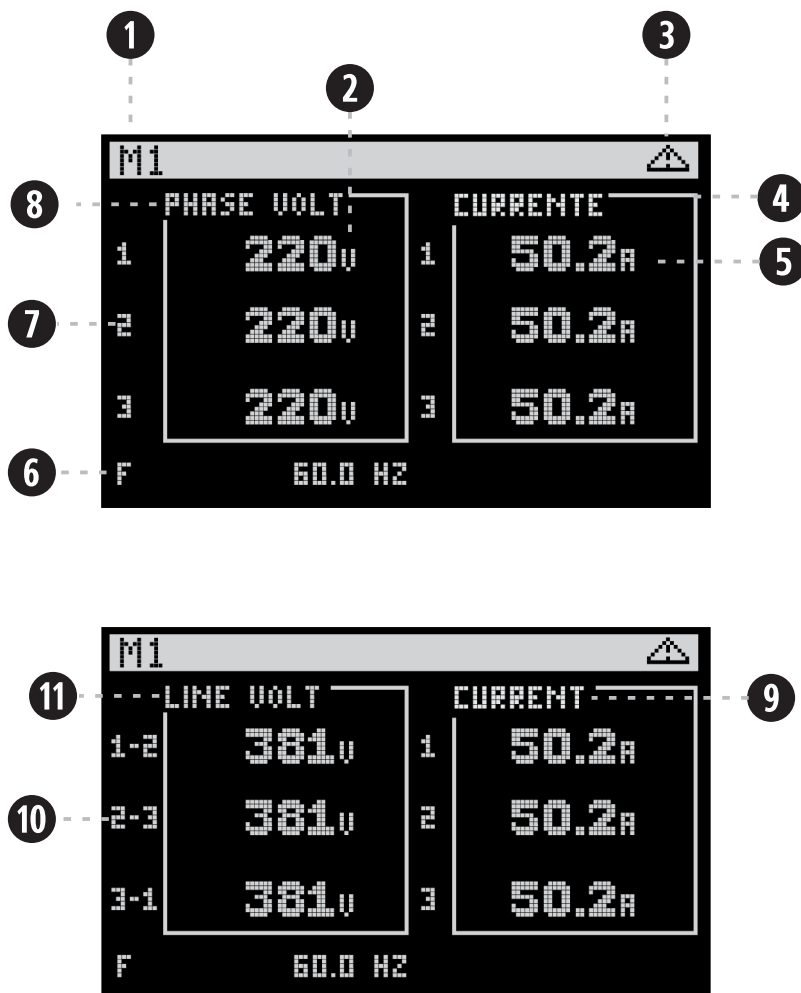 1 3
2
M1
8 PHASE VOLT CURRENTE 4
1 220V 1 50.2A 5
7 2 220V 2 50.2A
3 220V 3 50.2A
6 F 60.0 HZ
M1
11 LINE VOLT CURRENT 9
1-2 381V 1 50.2A
10 2-3 381V 2 50.2A
3-1 381V 3 50.2A
F 60.0 HZ